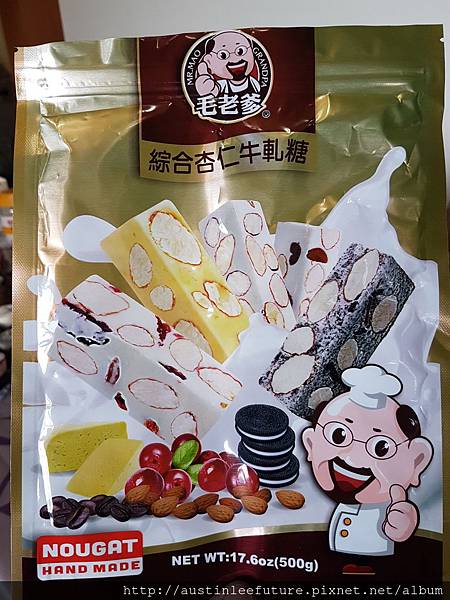 MR.MAO GRANDPA
毛老爹
綜合杏仁牛軋糖
NOUGAT
HAND MADE
NET WT:17.6oz(500g)
http://austinleefuture.pixnet.net/album